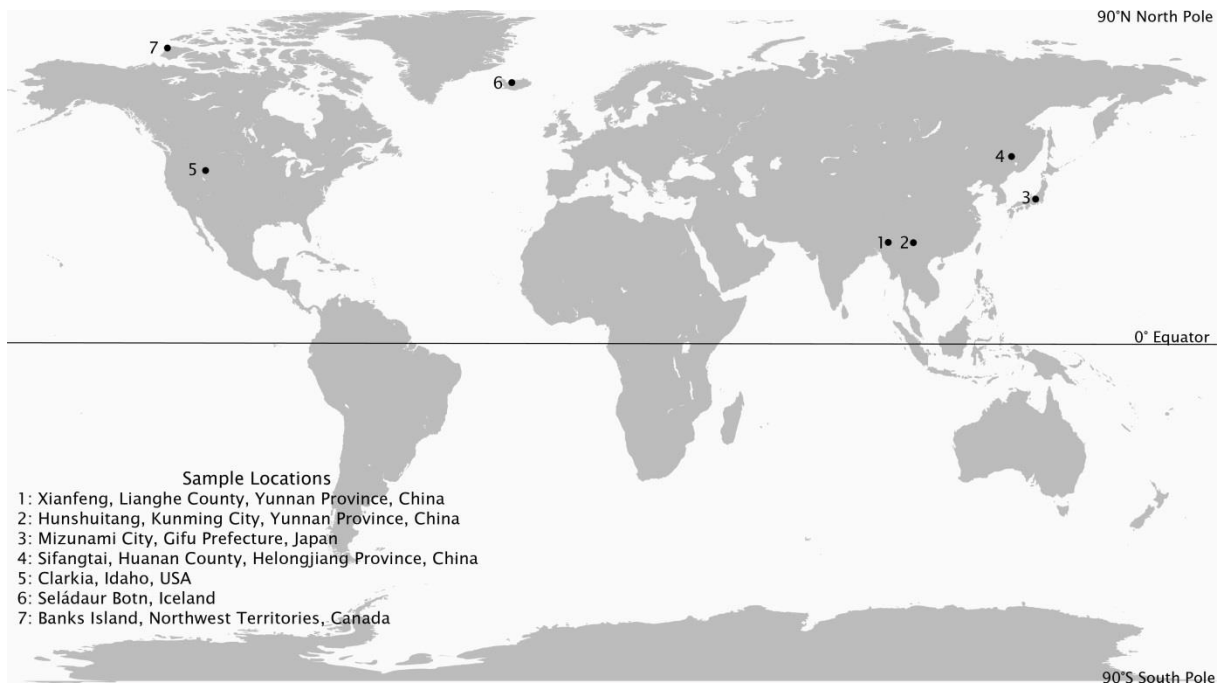 90°N North Pole
7
6
5
4
3
1 2
0° Equator
Sample Locations
1: Xianfeng, Lianghe County, Yunnan Province, China
2: Hunshuitang, Kunming City, Yunnan Province, China
3: Mizunami City, Gifu Prefecture, Japan
4: Sifangtai, Huanan County, Helongjiang Province, China
5: Clarkia, Idaho, USA
6: Seládaur Botn, Iceland
7: Banks Island, Northwest Territories, Canada
90°S South Pole